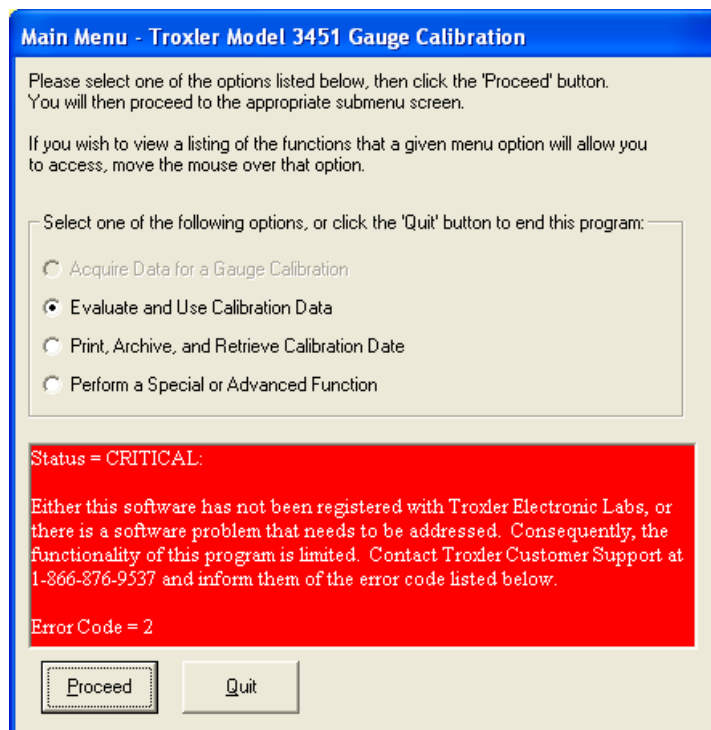 Main Menu - Troxler Model 3451 Gauge Calibration
Please select one of the options listed below, then click the 'Proceed' button.
You will then proceed to the appropriate submenu screen.
If you wish to view a listing of the functions that a given menu option will allow you
to access, move the mouse over that option.
Select one of the following options, or click the 'Quit' button to end this program:
Acquire Data for a Gauge Calibration
Evaluate and Use Calibration Data
Print, Archive, and Retrieve Calibration Date
Perform a Special or Advanced Function
Status = CRITICAL:
Either this software has not been registered with Troxler Electronic Labs, or
there is a software problem that needs to be addressed. Consequently, the
functionality of this program is limited. Contact Troxler Customer Support at
1-866-876-9537 and inform them of the error code listed below.
Error Code = 2
Proceed
Quit